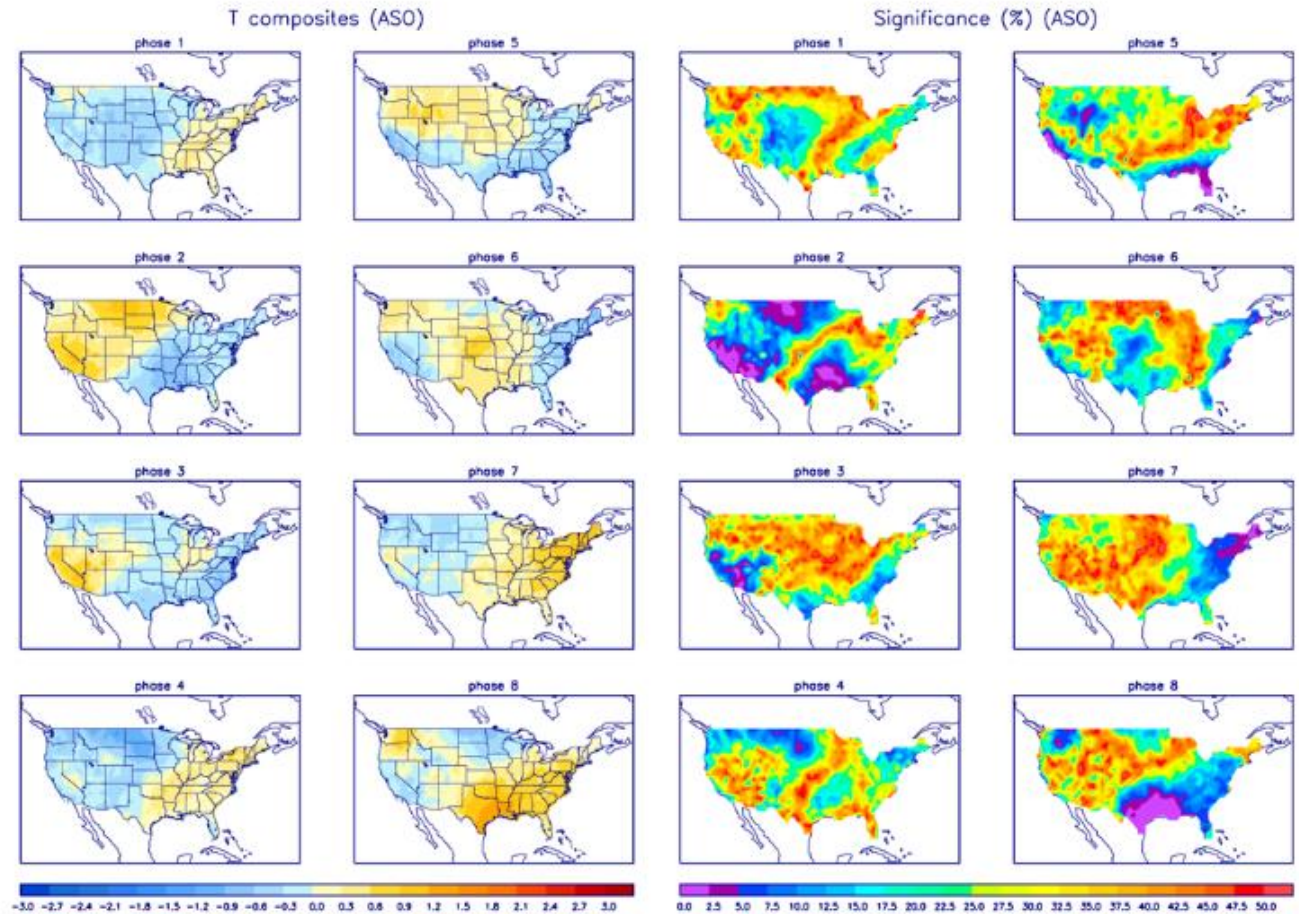 T composites (ASO) Significance (%) (ASO)
phase 1 phase 5 phase 1 phase 5
phase 2 phase 6 phase 2 phase 6
phase 3 phase 7 phase 3 phase 7
phase 4 phase 8 phase 4 phase 8
-3.0 -2.7 -2.4 -2.1 -1.8 -1.5 -1.2 -0.9 -0.6 -0.3 0.0 0.3 0.6 0.9 1.2 1.5 1.8 2.1 2.4 2.7 3.0 0.0 2.5 5.0 7.5 10.0 12.5 15.0 17.5 20.0 22.5 25.0 27.5 30.0 32.5 35.0 37.5 40.0 42.5 45.0 47.5 50.0